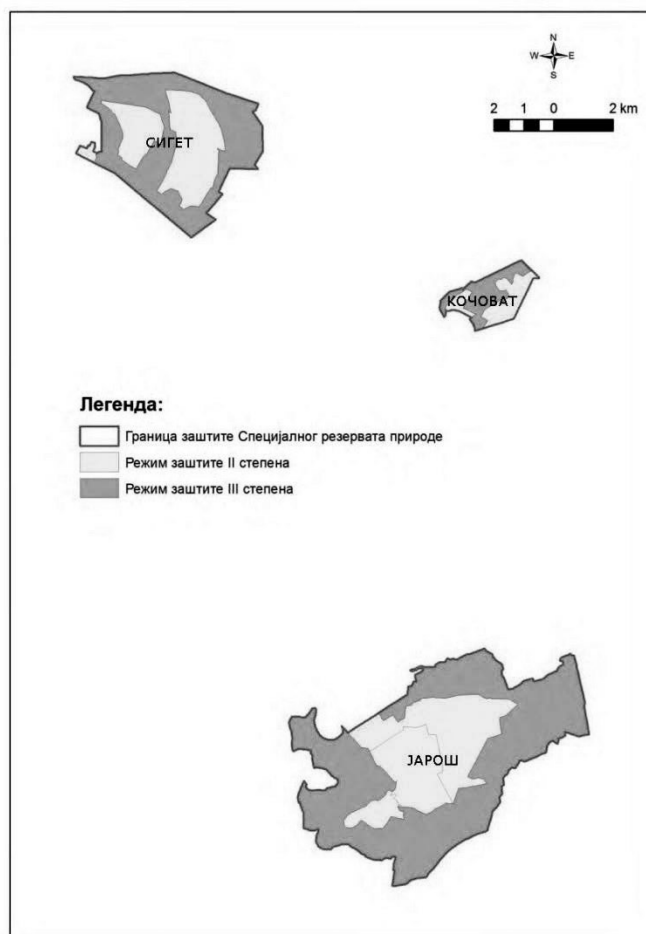 N
W E
S
2 1 0 2 km
СИГЕТ
КОЧОВАТ
Легенда:
Граница заштите Специјалног резервата природе
Режим заштите II степена
Режим заштите III степена
ЈАРОШ